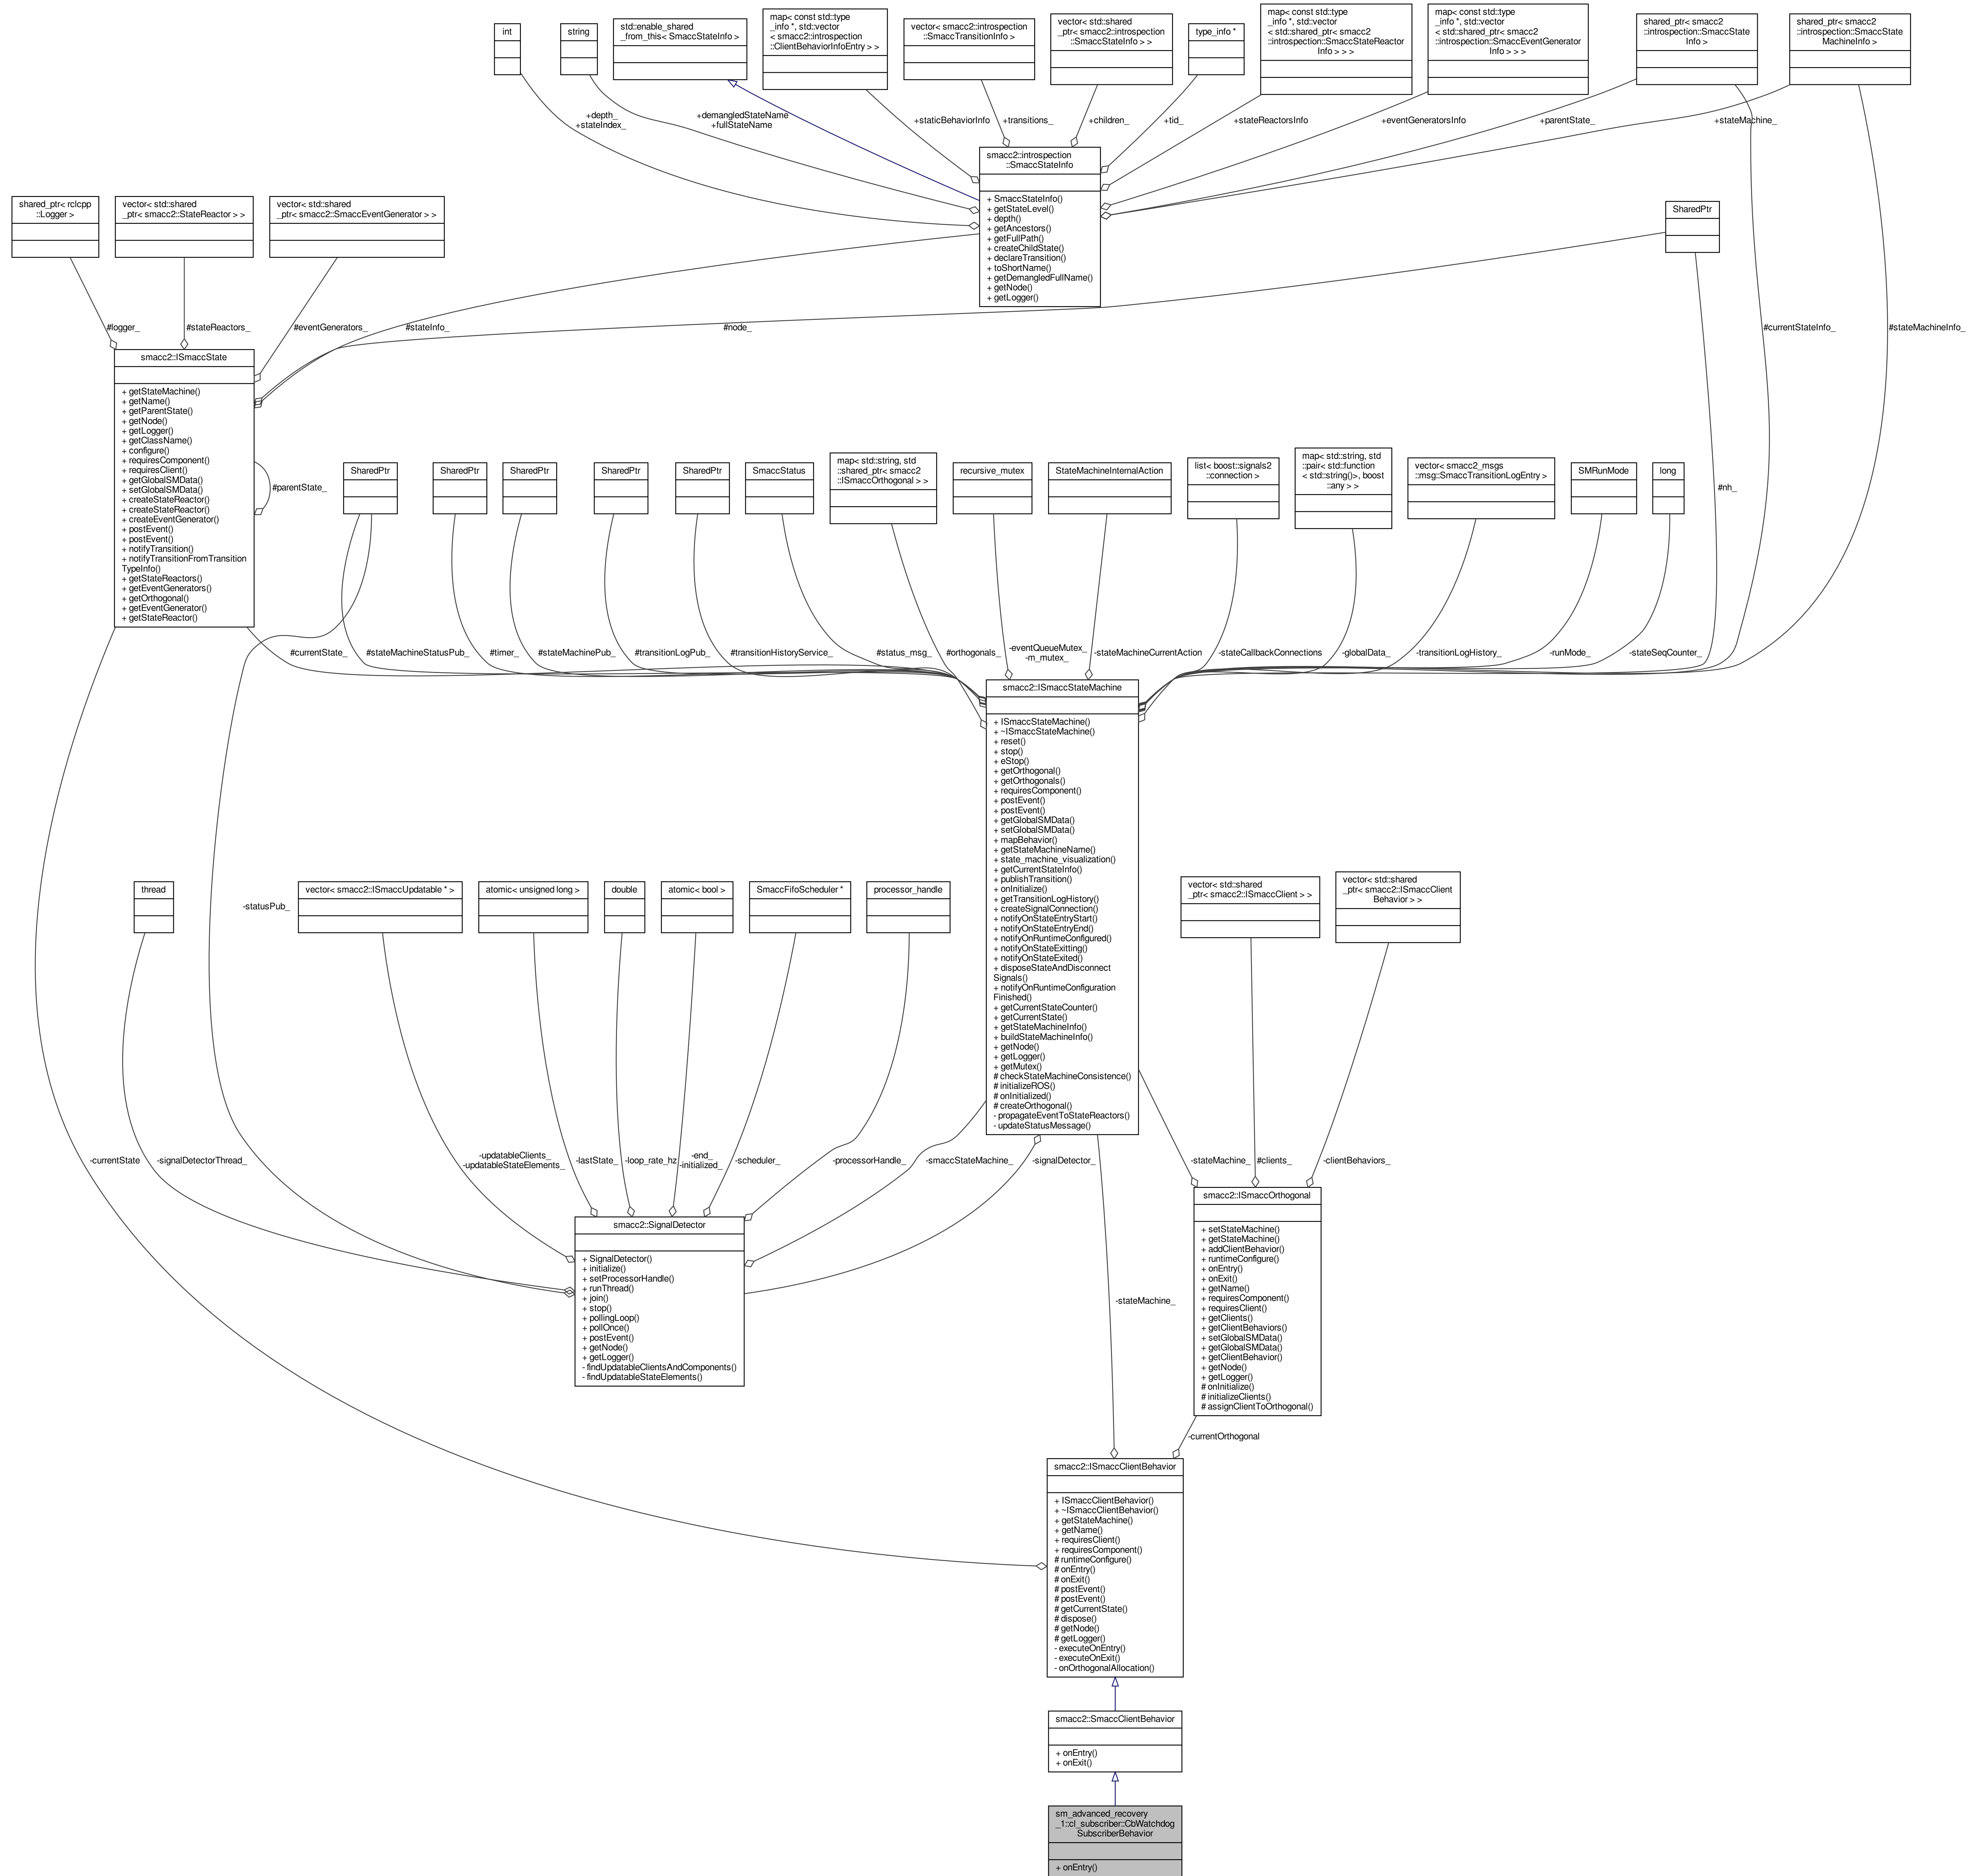 int
string
std::enable_shared
_from_this< SmaccStateInfo >
map< const std::type
_info *, std::vector
< smacc2::introspection
::ClientBehaviorInfoEntry > >
vector< smacc2::introspection
::SmaccTransitionInfo >
vector< std::shared
_ptr< smacc2::introspection
::SmaccStateInfo > >
type_info *
map< const std::type
_info *, std::vector
< std::shared_ptr< smacc2
::introspection::SmaccStateReactor
Info > > >
map< const std::type
_info *, std::vector
< std::shared_ptr< smacc2
::introspection::SmaccEventGenerator
Info > > >
shared_ptr< smacc2
::introspection::SmaccState
Info >
shared_ptr< smacc2
::introspection::SmaccState
MachineInfo >
+depth_
+stateIndex_
+demangledStateName
+fullStateName
+staticBehaviorInfo
+transitions_
+children_
+tid_
+stateReactorsInfo
+eventGeneratorsInfo
+parentState_
+stateMachine_
smacc2::introspection
::SmaccStateInfo
+ SmaccStateInfo()
+ getStateLevel()
+ depth()
+ getAncestors()
+ getFullPath()
+ createChildState()
+ declareTransition()
+ toShortName()
+ getDemangledFullName()
+ getNode()
+ getLogger()
shared_ptr< rclcpp
::Logger >
vector< std::shared
_ptr< smacc2::StateReactor > >
vector< std::shared
_ptr< smacc2::SmaccEventGenerator > >
SharedPtr
#logger_
#stateReactors_
#eventGenerators_
#stateInfo_
#node_
#currentStateInfo_
#stateMachineInfo_
smacc2::ISmaccState
+ getStateMachine()
+ getName()
+ getParentState()
+ getNode()
+ getLogger()
+ getClassName()
+ configure()
+ requiresComponent()
+ requiresClient()
+ getGlobalSMData()
+ setGlobalSMData()
+ createStateReactor()
+ createStateReactor()
+ createEventGenerator()
+ postEvent()
+ postEvent()
+ notifyTransition()
+ notifyTransitionFromTransition
TypeInfo()
+ getStateReactors()
+ getEventGenerators()
+ getOrthogonal()
+ getEventGenerator()
+ getStateReactor()
#parentState_
SharedPtr
SharedPtr
SharedPtr
SharedPtr
SharedPtr
SmaccStatus
map< std::string, std
::shared_ptr< smacc2
::ISmaccOrthogonal > >
recursive_mutex
StateMachineInternalAction
list< boost::signals2
::connection >
map< std::string, std
::pair< std::function
< std::string()>, boost
::any > >
vector< smacc2_msgs
::msg::SmaccTransitionLogEntry >
SMRunMode
long
#nh_
#currentState_
#stateMachineStatusPub_
#timer_
#stateMachinePub_
#transitionLogPub_
#transitionHistoryService_
#status_msg_
#orthogonals_
-eventQueueMutex_
-m_mutex_
-stateMachineCurrentAction
-stateCallbackConnections
-globalData_
-transitionLogHistory_
-runMode_
-stateSeqCounter_
smacc2::ISmaccStateMachine
+ ISmaccStateMachine()
+ ~ISmaccStateMachine()
+ reset()
+ stop()
+ eStop()
+ getOrthogonal()
+ getOrthogonals()
+ requiresComponent()
+ postEvent()
+ postEvent()
+ getGlobalSMData()
+ setGlobalSMData()
+ mapBehavior()
+ getStateMachineName()
+ state_machine_visualization()
+ getCurrentStateInfo()
+ publishTransition()
+ onInitialize()
+ getTransitionLogHistory()
+ createSignalConnection()
+ notifyOnStateEntryStart()
+ notifyOnStateEntryEnd()
+ notifyOnRuntimeConfigured()
+ notifyOnStateExitting()
+ notifyOnStateExited()
+ disposeStateAndDisconnect
Signals()
+ notifyOnRuntimeConfiguration
Finished()
+ getCurrentStateCounter()
+ getCurrentState()
+ getStateMachineInfo()
+ buildStateMachineInfo()
+ getNode()
+ getLogger()
+ getMutex()
# checkStateMachineConsistence()
# initializeROS()
# onInitialized()
# createOrthogonal()
- propagateEventToStateReactors()
- updateStatusMessage()
thread
-statusPub_
vector< smacc2::ISmaccUpdatable * >
atomic< unsigned long >
double
atomic< bool >
SmaccFifoScheduler *
processor_handle
vector< std::shared
_ptr< smacc2::ISmaccClient > >
vector< std::shared
_ptr< smacc2::ISmaccClient
Behavior > >
-currentState
-signalDetectorThread_
-updatableClients_
-updatableStateElements_
-lastState_
-loop_rate_hz
-end_
-initialized_
-scheduler_
-processorHandle_
-smaccStateMachine_
-signalDetector_
-stateMachine_
#clients_
-clientBehaviors_
smacc2::SignalDetector
+ SignalDetector()
+ initialize()
+ setProcessorHandle()
+ runThread()
+ join()
+ stop()
+ pollingLoop()
+ pollOnce()
+ postEvent()
+ getNode()
+ getLogger()
- findUpdatableClientsAndComponents()
- findUpdatableStateElements()
-stateMachine_
smacc2::ISmaccOrthogonal
+ setStateMachine()
+ getStateMachine()
+ addClientBehavior()
+ runtimeConfigure()
+ onEntry()
+ onExit()
+ getName()
+ requiresComponent()
+ requiresClient()
+ getClients()
+ getClientBehaviors()
+ setGlobalSMData()
+ getGlobalSMData()
+ getClientBehavior()
+ getNode()
+ getLogger()
# onInitialize()
# initializeClients()
# assignClientToOrthogonal()
-currentOrthogonal
smacc2::ISmaccClientBehavior
+ ISmaccClientBehavior()
+ ~ISmaccClientBehavior()
+ getStateMachine()
+ getName()
+ requiresClient()
+ requiresComponent()
# runtimeConfigure()
# onEntry()
# onExit()
# postEvent()
# postEvent()
# getCurrentState()
# dispose()
# getNode()
# getLogger()
- executeOnEntry()
- executeOnExit()
- onOrthogonalAllocation()
smacc2::SmaccClientBehavior
+ onEntry()
+ onExit()
sm_advanced_recovery
_1::cl_subscriber::CbWatchdog
SubscriberBehavior
+ onEntry()